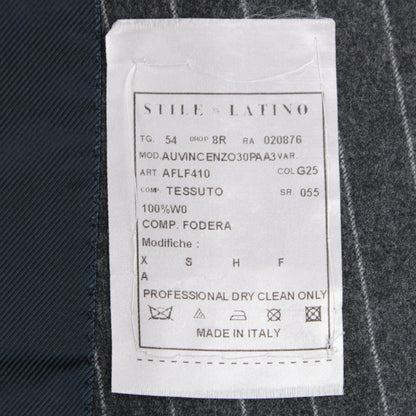 STILE & LATINO
TG. 54 DROP 8R RA 020876
MOD. AUVINCENZO30PAA3 VAR.
ART AFLF410 COL G25
COMP. TESSUTO SR. 055
100%W0
COMP. FODERA
Modifiche :
X S H F
A
PROFESSIONAL DRY CLEAN ONLY
MADE IN ITALY